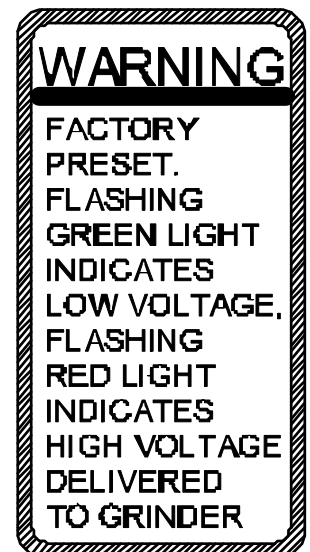 WARNING
FACTORY
PRESET.
FLASHING
GREEN LIGHT
INDICATES
LOW VOLTAGE,
FLASHING
RED LIGHT
INDICATES
HIGH VOLTAGE
DELIVERED
TO GRINDER